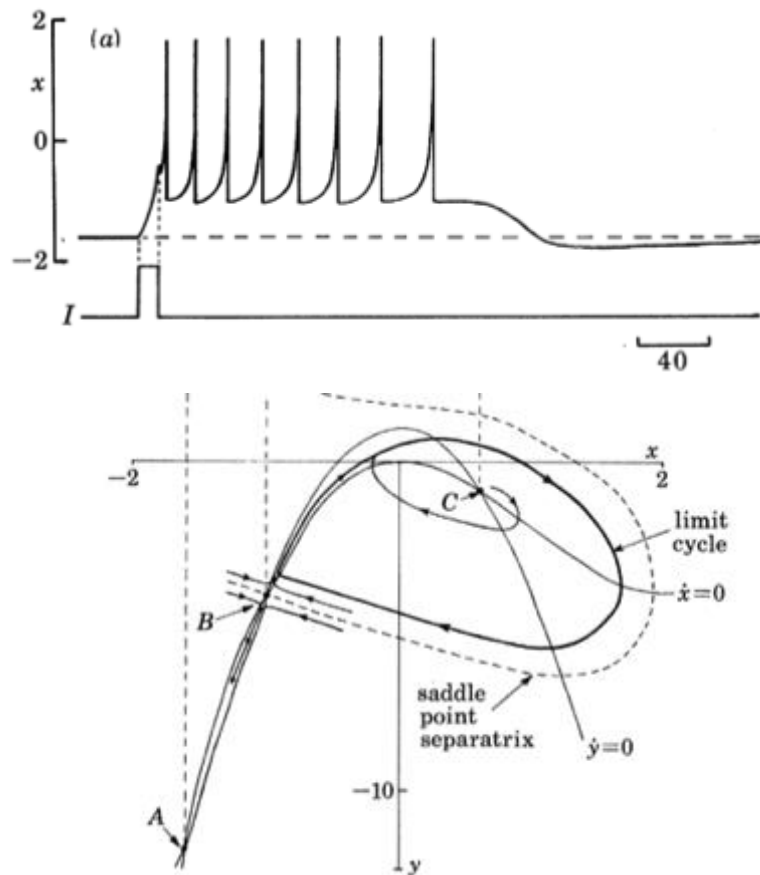 2
(a)
x
0
−2
I
40
x
−2
2
C
limit
cycle
ẋ=0
B
saddle
point
separatrix
ẏ=0
−10
A
y